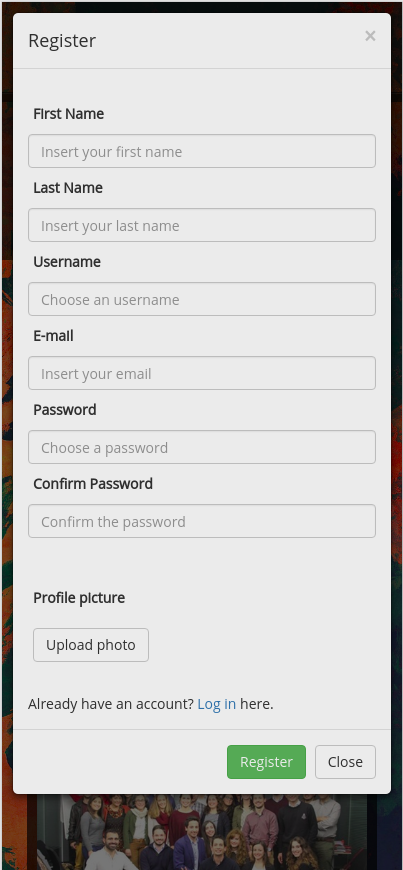 Register ×
First Name
Insert your first name
Last Name
Insert your last name
Username
Choose an username
E-mail
Insert your email
Password
Choose a password
Confirm Password
Confirm the password
Profile picture
Upload photo
Already have an account? Log in here.
Register Close